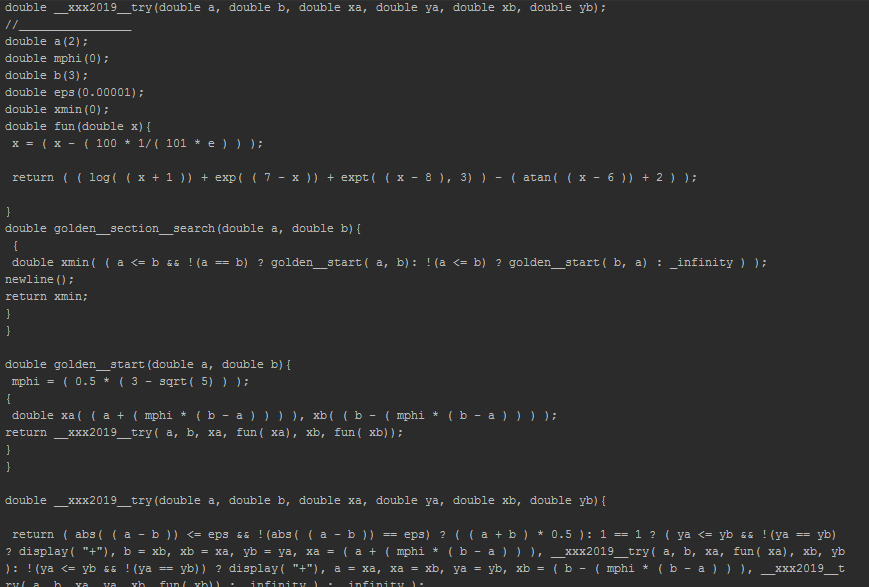 double __xxx2019__try(double a, double b, double xa, double ya, double xb, double yb);
//________________
double a(2);
double mphi(0);
double b(3);
double eps(0.00001);
double xmin(0);
double fun(double x){
x = ( x - ( 100 * 1/( 101 * e ) ) );
return ( ( log( ( x + 1 )) + exp( ( 7 - x )) + expt( ( x - 8 ), 3) ) - ( atan( ( x - 6 )) + 2 ) );
}
double golden__section__search(double a, double b){
{
double xmin( ( a <= b && !(a == b) ? golden__start( a, b): !(a <= b) ? golden__start( b, a) : _infinity ) );
newline();
return xmin;
}
}
double golden__start(double a, double b){
mphi = ( 0.5 * ( 3 - sqrt( 5) ) );
{
double xa( ( a + ( mphi * ( b - a ) ) ) ), xb( ( b - ( mphi * ( b - a ) ) ) );
return __xxx2019__try( a, b, xa, fun( xa), xb, fun( xb));
}
}
double __xxx2019__try(double a, double b, double xa, double ya, double xb, double yb){
return ( abs( ( a - b )) <= eps && !(abs( ( a - b )) == eps) ? ( ( a + b ) * 0.5 ): 1 == 1 ? ( ya <= yb && !(ya == yb)
? display( "+"), b = xb, xb = xa, yb = ya, xa = ( a + ( mphi * ( b - a ) ) ), __xxx2019__try( a, b, xa, fun( xa), xb, yb
): !(ya <= yb && !(ya == yb)) ? display( "+"), a = xa, xa = xb, ya = yb, xb = ( b - ( mphi * ( b - a ) ) ), __xxx2019__t
ry( a, b, xa, ya, xb, fun( xb)) : _infinity ) : _infinity );